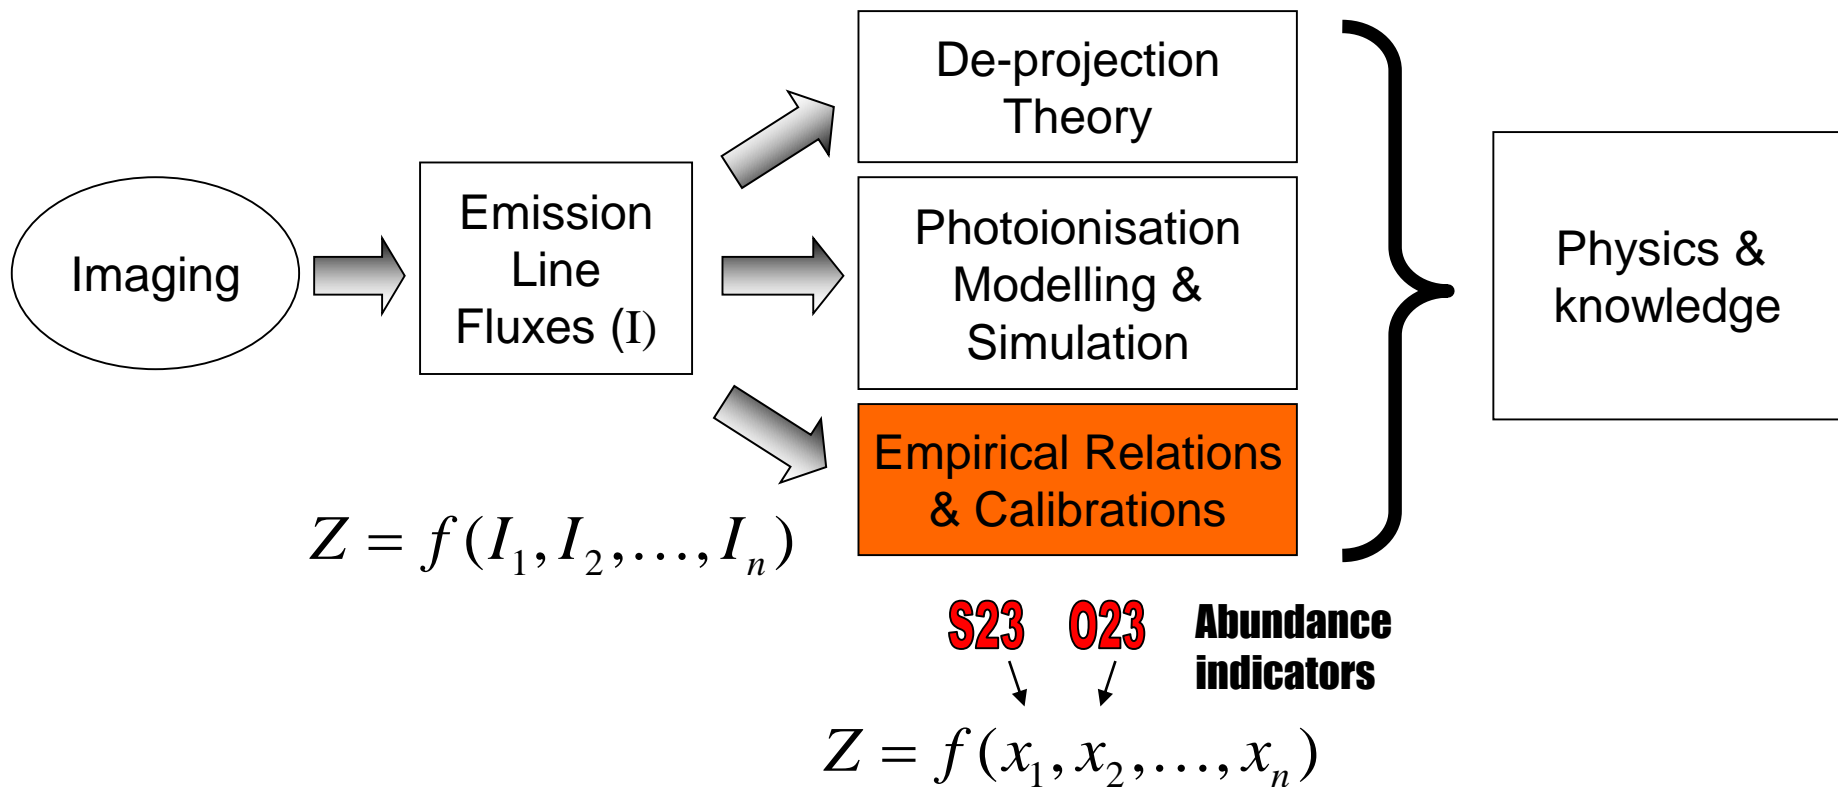 Imaging
Emission
Line
Fluxes (I)
De-projection
Theory
Photoionisation
Modelling &
Simulation
Empirical Relations
& Calibrations
Physics &
knowledge
Z = f(I₁, I₂, ..., Iₙ)
S23 O23
Abundance
indicators
Z = f(x₁, x₂, ..., xₙ)